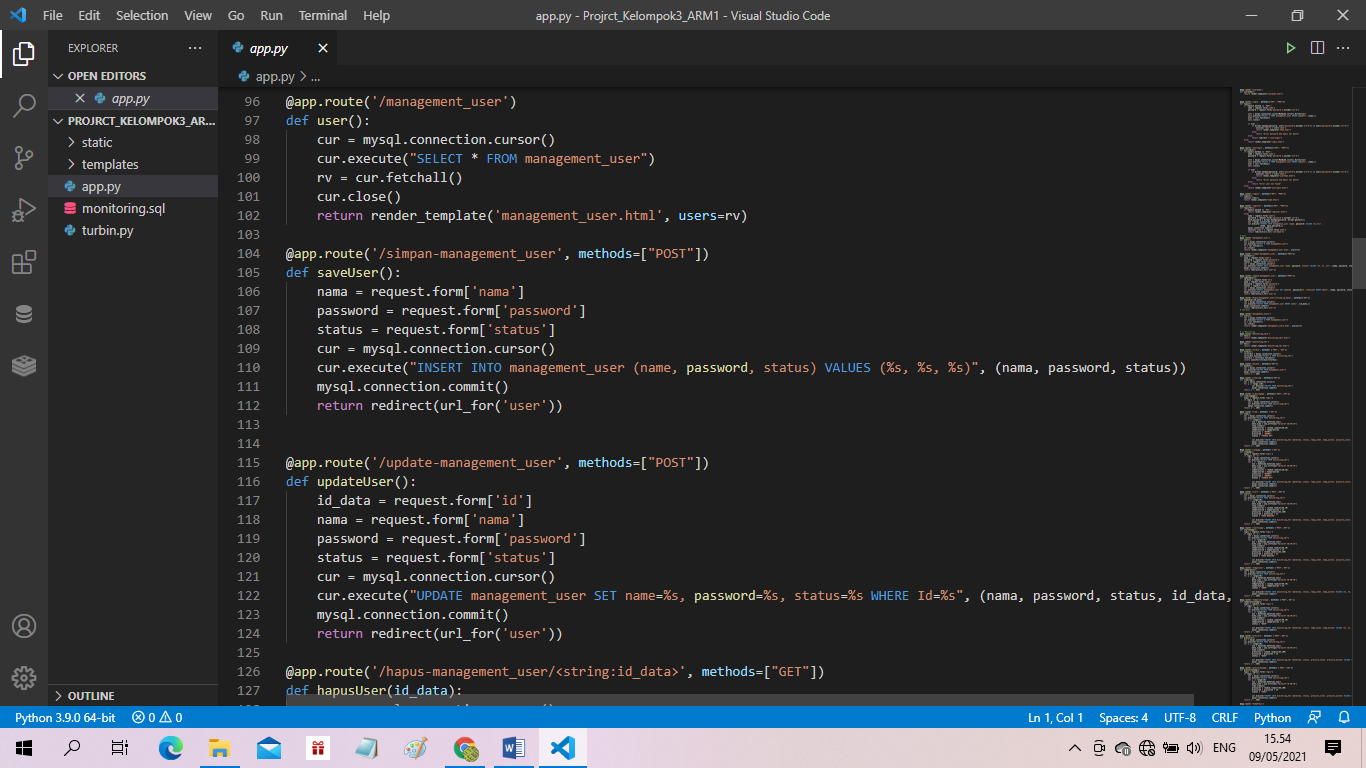 File Edit Selection View Go Run Terminal Help
app.py - Projrct_Kelompok3_ARM1 - Visual Studio Code
EXPLORER
OPEN EDITORS
app.py
PROJRCT_KELOMPOK3_AR...
static
templates
app.py
monitoring.sql
turbin.py
OUTLINE
app.py
app.py > ...
96 @app.route('/management_user')
97 def user():
98 cur = mysql.connection.cursor()
99 cur.execute("SELECT * FROM management_user")
100 rv = cur.fetchall()
101 cur.close()
102 return render_template('management_user.html', users=rv)
103
104 @app.route('/simpan-management_user', methods=["POST"])
105 def saveUser():
106 nama = request.form['nama']
107 password = request.form['password']
108 status = request.form['status']
109 cur = mysql.connection.cursor()
110 cur.execute("INSERT INTO management_user (name, password, status) VALUES (%s, %s, %s)", (nama, password, status))
111 mysql.connection.commit()
112 return redirect(url_for('user'))
113
114
115 @app.route('/update-management_user', methods=["POST"])
116 def updateUser():
117 id_data = request.form['id']
118 nama = request.form['nama']
119 password = request.form['password']
120 status = request.form['status']
121 cur = mysql.connection.cursor()
122 cur.execute("UPDATE management_user SET name=%s, password=%s, status=%s WHERE Id=%s", (nama, password, status, id_data,
123 mysql.connection.commit()
124 return redirect(url_for('user'))
125
126 @app.route('/hapus-management_user/<string:id_data>', methods=["GET"])
127 def hapusUser(id_data):
Python 3.9.0 64-bit 0 0
Ln 1, Col 1 Spaces: 4 UTF-8 CRLF Python
ENG
15.54
09/05/2021